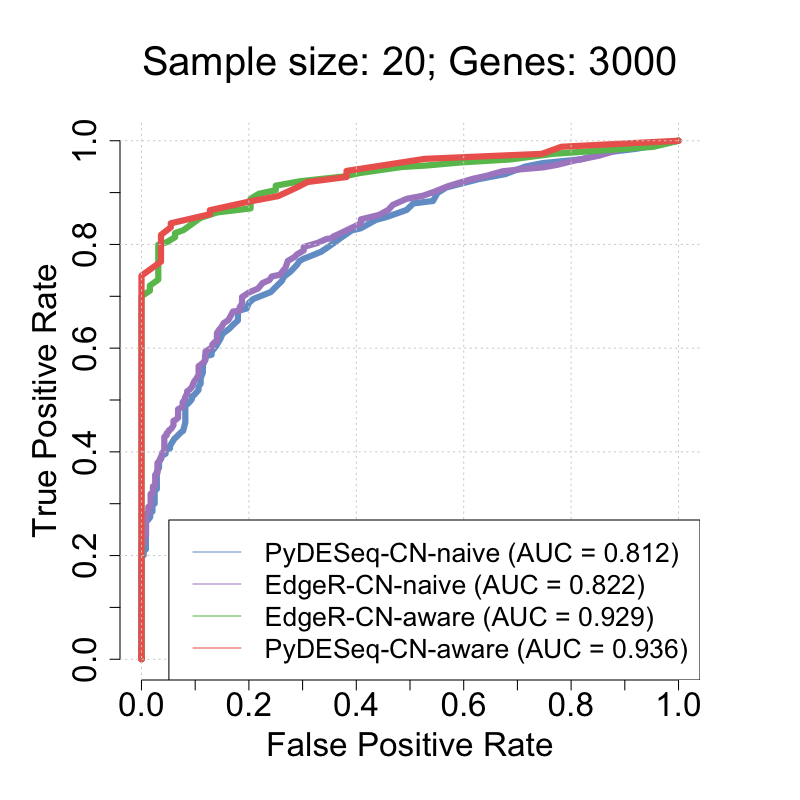 Sample size: 20; Genes: 3000
True Positive Rate
1.0
0.8
0.6
0.4
0.2
0.0
PyDESeq-CN-naive (AUC = 0.812)
EdgeR-CN-naive (AUC = 0.822)
EdgeR-CN-aware (AUC = 0.929)
PyDESeq-CN-aware (AUC = 0.936)
0.0 0.2 0.4 0.6 0.8 1.0
False Positive Rate